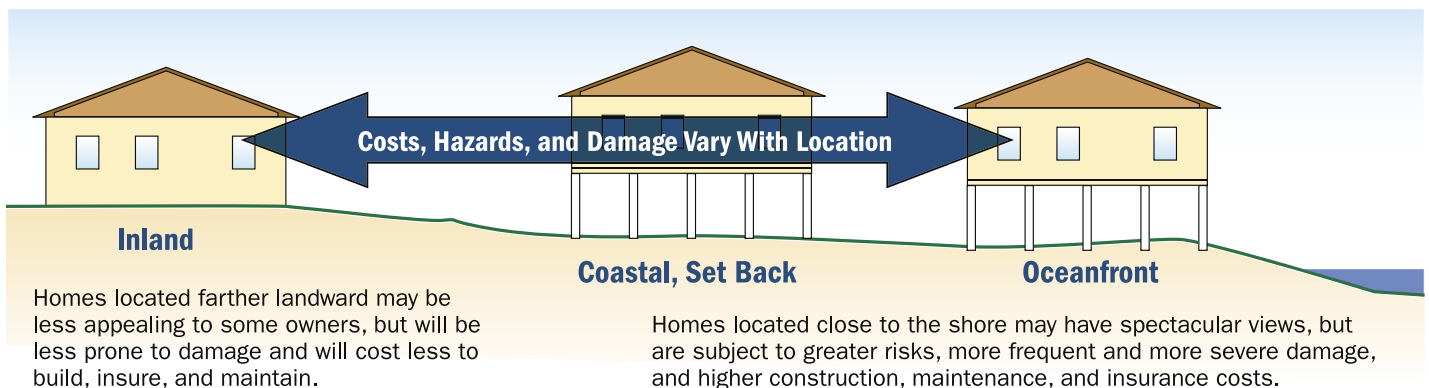 Costs, Hazards, and Damage Vary With Location
Inland
Coastal, Set Back
Oceanfront
Homes located farther landward may be
less appealing to some owners, but will be
less prone to damage and will cost less to
build, insure, and maintain.
Homes located close to the shore may have spectacular views, but
are subject to greater risks, more frequent and more severe damage,
and higher construction, maintenance, and insurance costs.